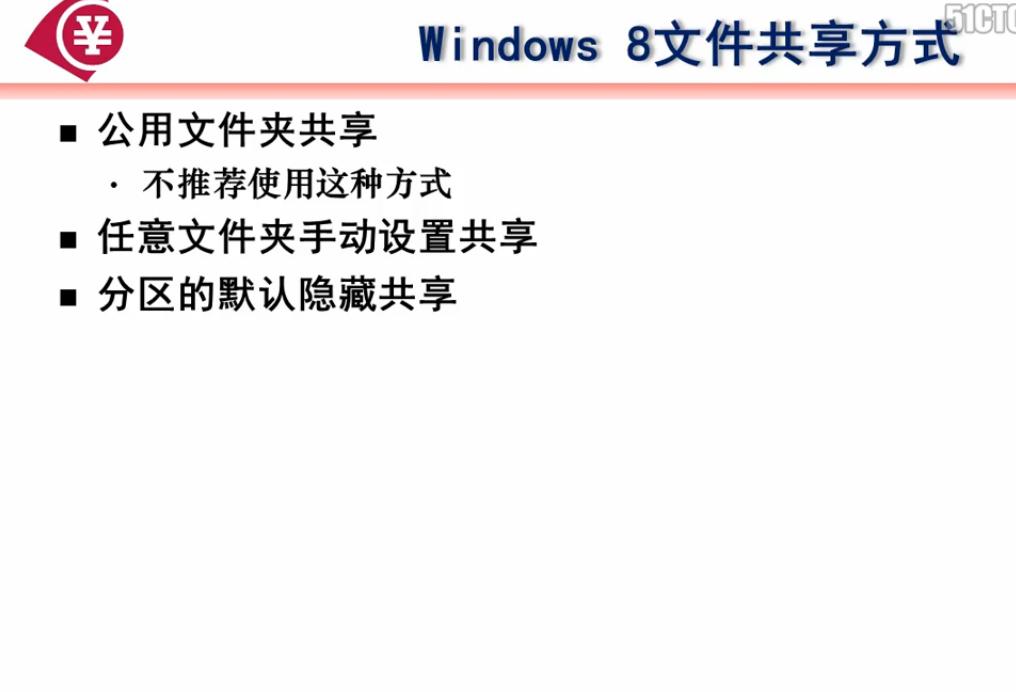 51CTO
Windows 8文件共享方式
■ 公用文件夹共享
· 不推荐使用这种方式
■ 任意文件夹手动设置共享
■ 分区的默认隐藏共享